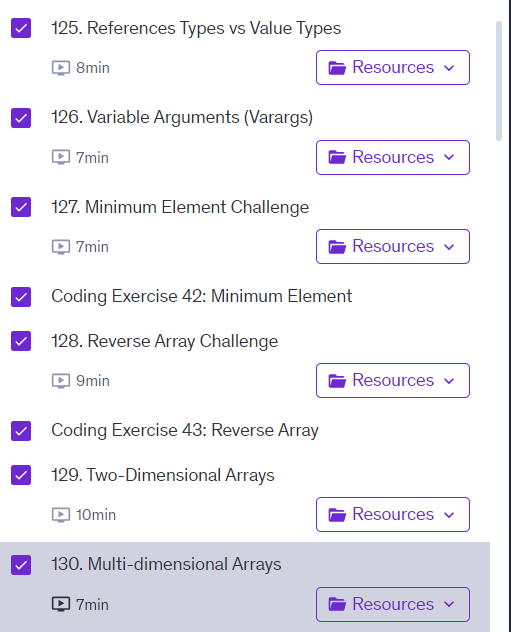 125. References Types vs Value Types
8min
Resources
126. Variable Arguments (Varargs)
7min
Resources
127. Minimum Element Challenge
7min
Resources
Coding Exercise 42: Minimum Element
128. Reverse Array Challenge
9min
Resources
Coding Exercise 43: Reverse Array
129. Two-Dimensional Arrays
10min
Resources
130. Multi-dimensional Arrays
7min
Resources